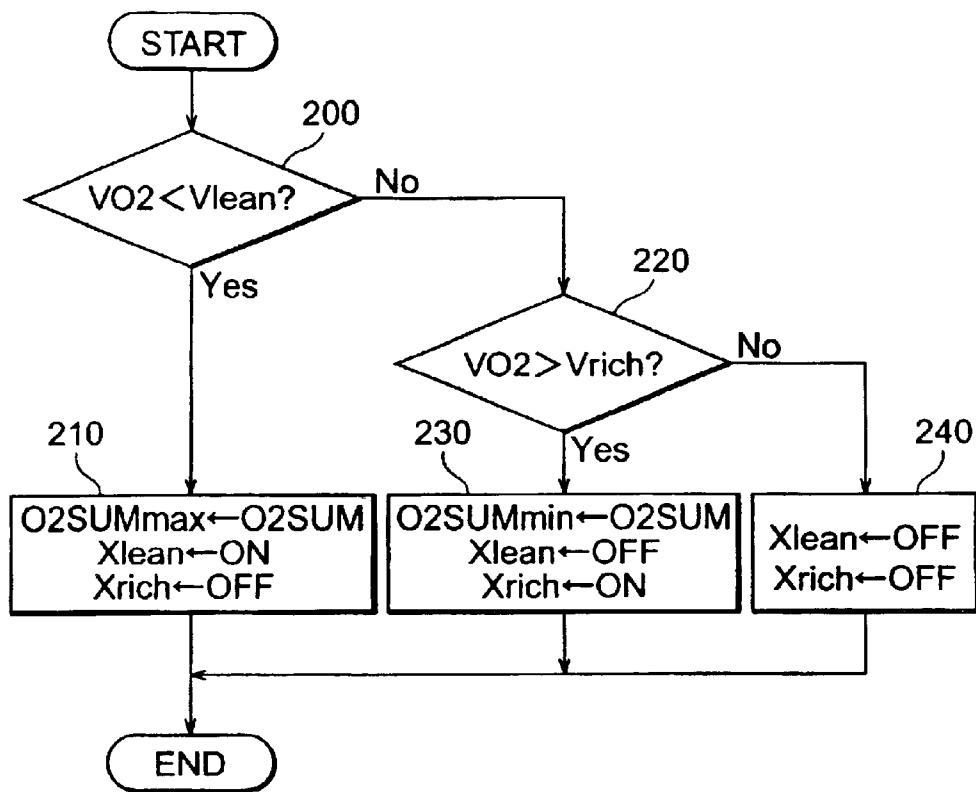 START
200
VO2<Vlean?
No
Yes
220
VO2>Vrich?
No
Yes
210
O2SUMmax←O2SUM
Xlean←ON
Xrich←OFF
230
O2SUMmin←O2SUM
Xlean←OFF
Xrich←ON
240
Xlean←OFF
Xrich←OFF
END